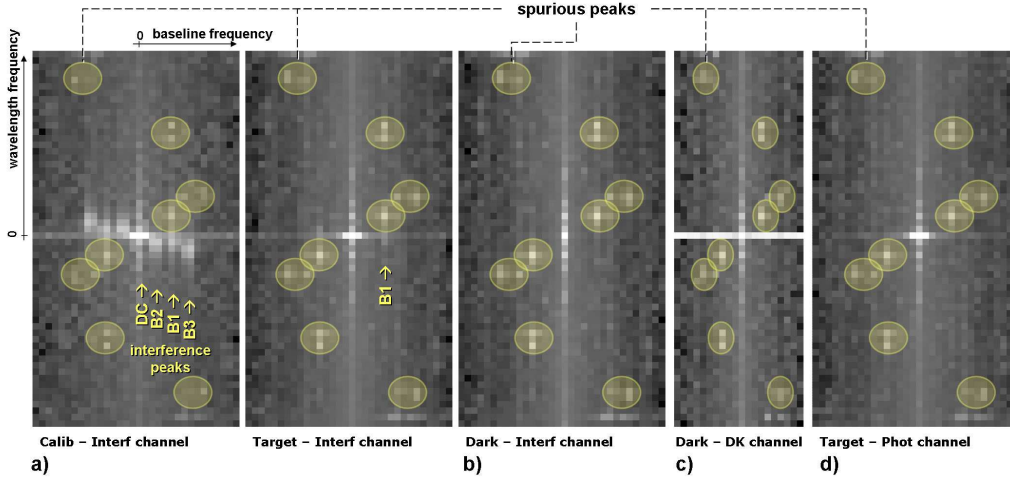 spurious peaks
0 baseline frequency
wavelength frequency
0
DC →
B2 →
B1 →
B3 →
interference
peaks
B1 →
Calib – Interf channel
Target – Interf channel
Dark – Interf channel
Dark – DK channel
Target – Phot channel
a)
b)
c)
d)